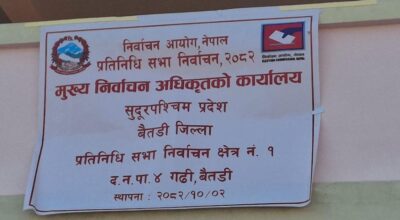 निर्वाचन आयोग, नेपाल
प्रतिनिधि सभा निर्वाचन, २०८२
मुख्य निर्वाचन अधिकृतको कार्यालय
सुदूरपश्चिम प्रदेश
बैतडी जिल्ला
प्रतिनिधि सभा निर्वाचन क्षेत्र नं. १
द.न.पा.४ गढी, बैतडी
स्थापना : २०८२/१०/०२